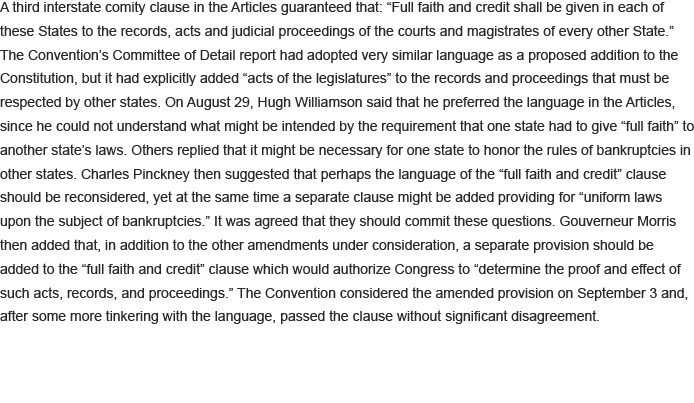 A third interstate comity clause in the Articles guaranteed that: “Full faith and credit shall be given in each of
these States to the records, acts and judicial proceedings of the courts and magistrates of every other State.”
The Convention’s Committee of Detail report had adopted very similar language as a proposed addition to the
Constitution, but it had explicitly added “acts of the legislatures” to the records and proceedings that must be
respected by other states. On August 29, Hugh Williamson said that he preferred the language in the Articles,
since he could not understand what might be intended by the requirement that one state had to give “full faith” to
another state’s laws. Others replied that it might be necessary for one state to honor the rules of bankruptcies in
other states. Charles Pinckney then suggested that perhaps the language of the “full faith and credit” clause
should be reconsidered, yet at the same time a separate clause might be added providing for “uniform laws
upon the subject of bankruptcies.” It was agreed that they should commit these questions. Gouverneur Morris
then added that, in addition to the other amendments under consideration, a separate provision should be
added to the “full faith and credit” clause which would authorize Congress to “determine the proof and effect of
such acts, records, and proceedings.” The Convention considered the amended provision on September 3 and,
after some more tinkering with the language, passed the clause without significant disagreement.